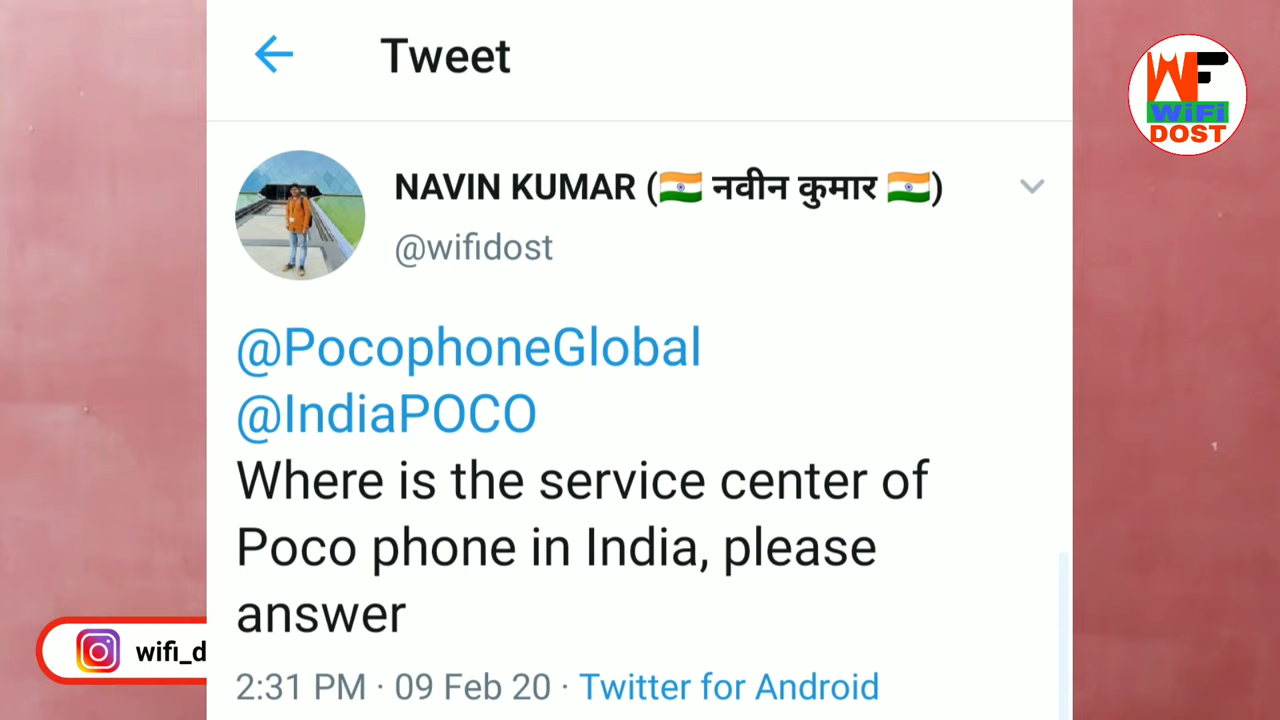 Tweet
WF
WiFi
DOST
NAVIN KUMAR (🇮🇳 नवीन कुमार 🇮🇳)
@wifidost
@PocophoneGlobal
@IndiaPOCO
Where is the service center of
Poco phone in India, please
answer
wifi_d
2:31 PM · 09 Feb 20 · Twitter for Android